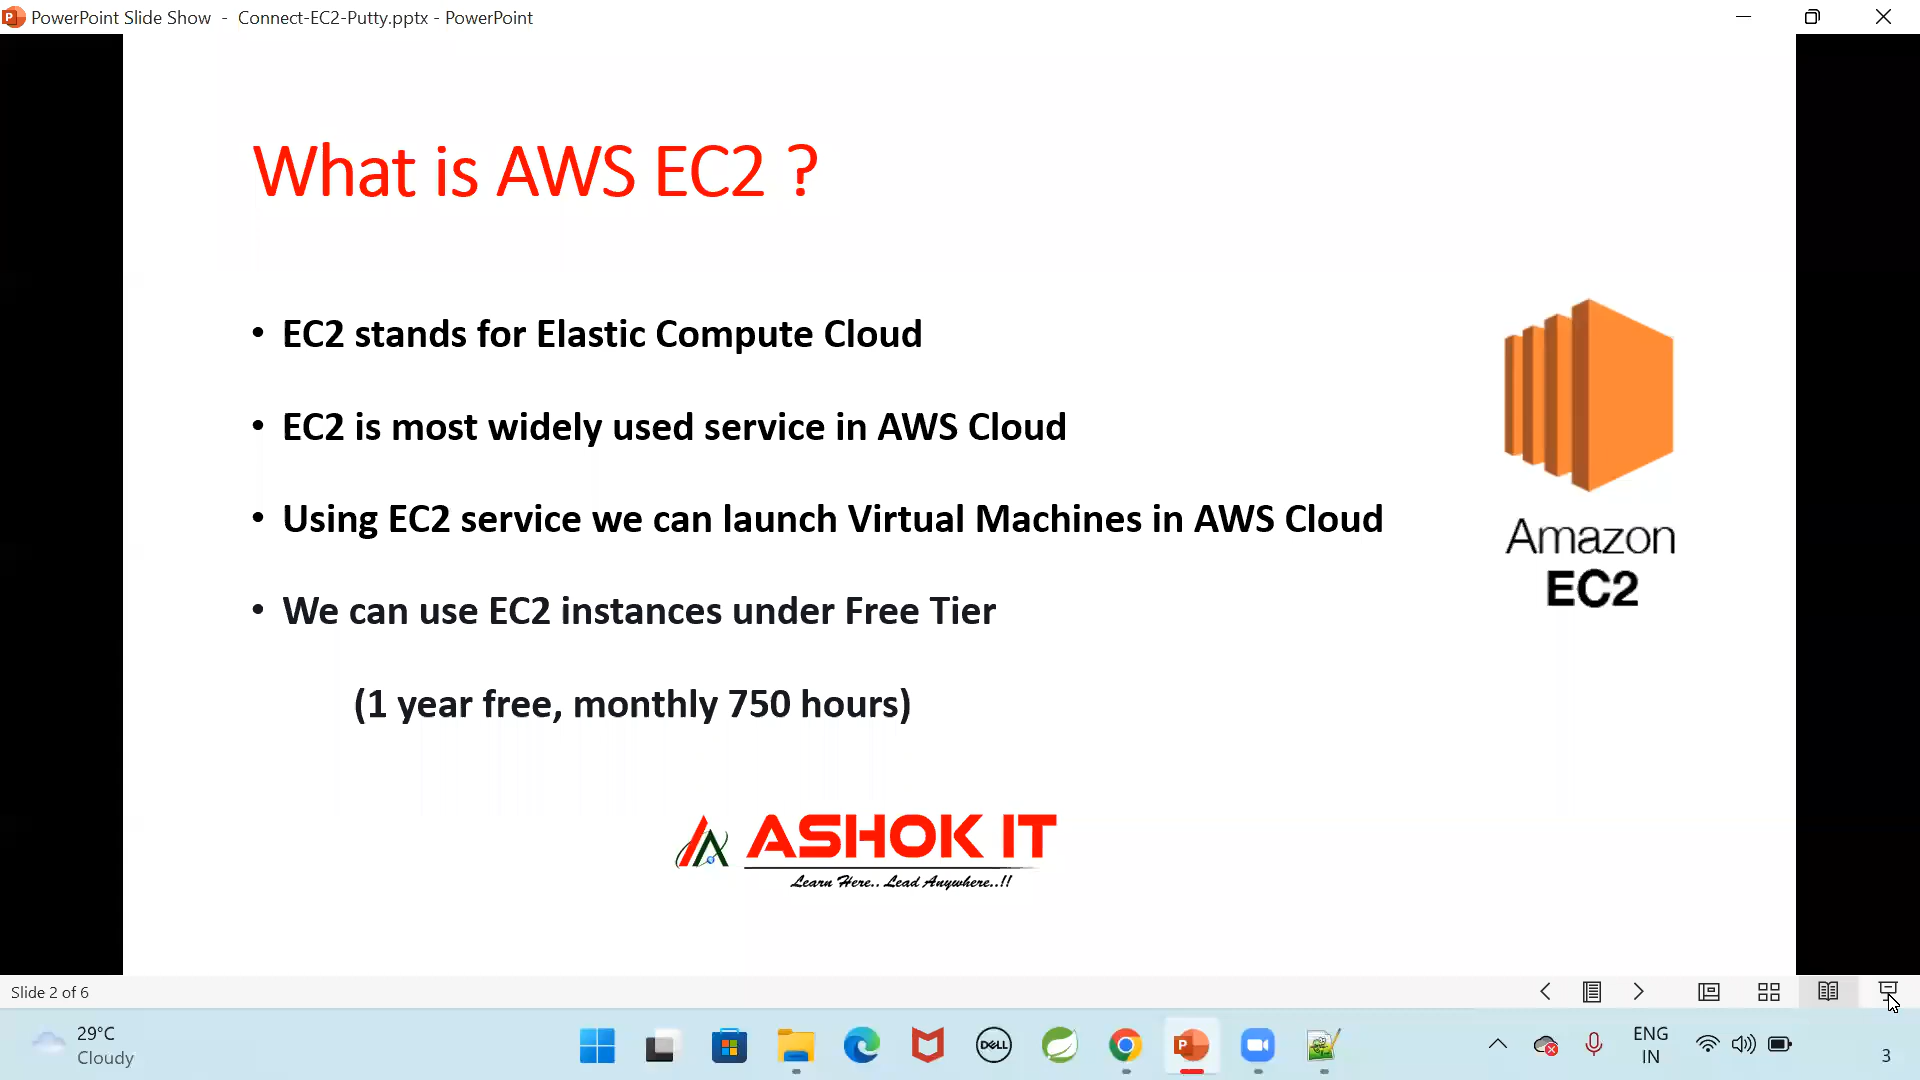 PowerPoint Slide Show - Connect-EC2-Putty.pptx - PowerPoint
What is AWS EC2 ?
• EC2 stands for Elastic Compute Cloud
• EC2 is most widely used service in AWS Cloud
• Using EC2 service we can launch Virtual Machines in AWS Cloud
• We can use EC2 instances under Free Tier
(1 year free, monthly 750 hours)
Amazon
EC2
ASHOK IT
Learn Here.. Lead Anywhere..!!
Slide 2 of 6
29°C
Cloudy
DELL
ENG
IN
3